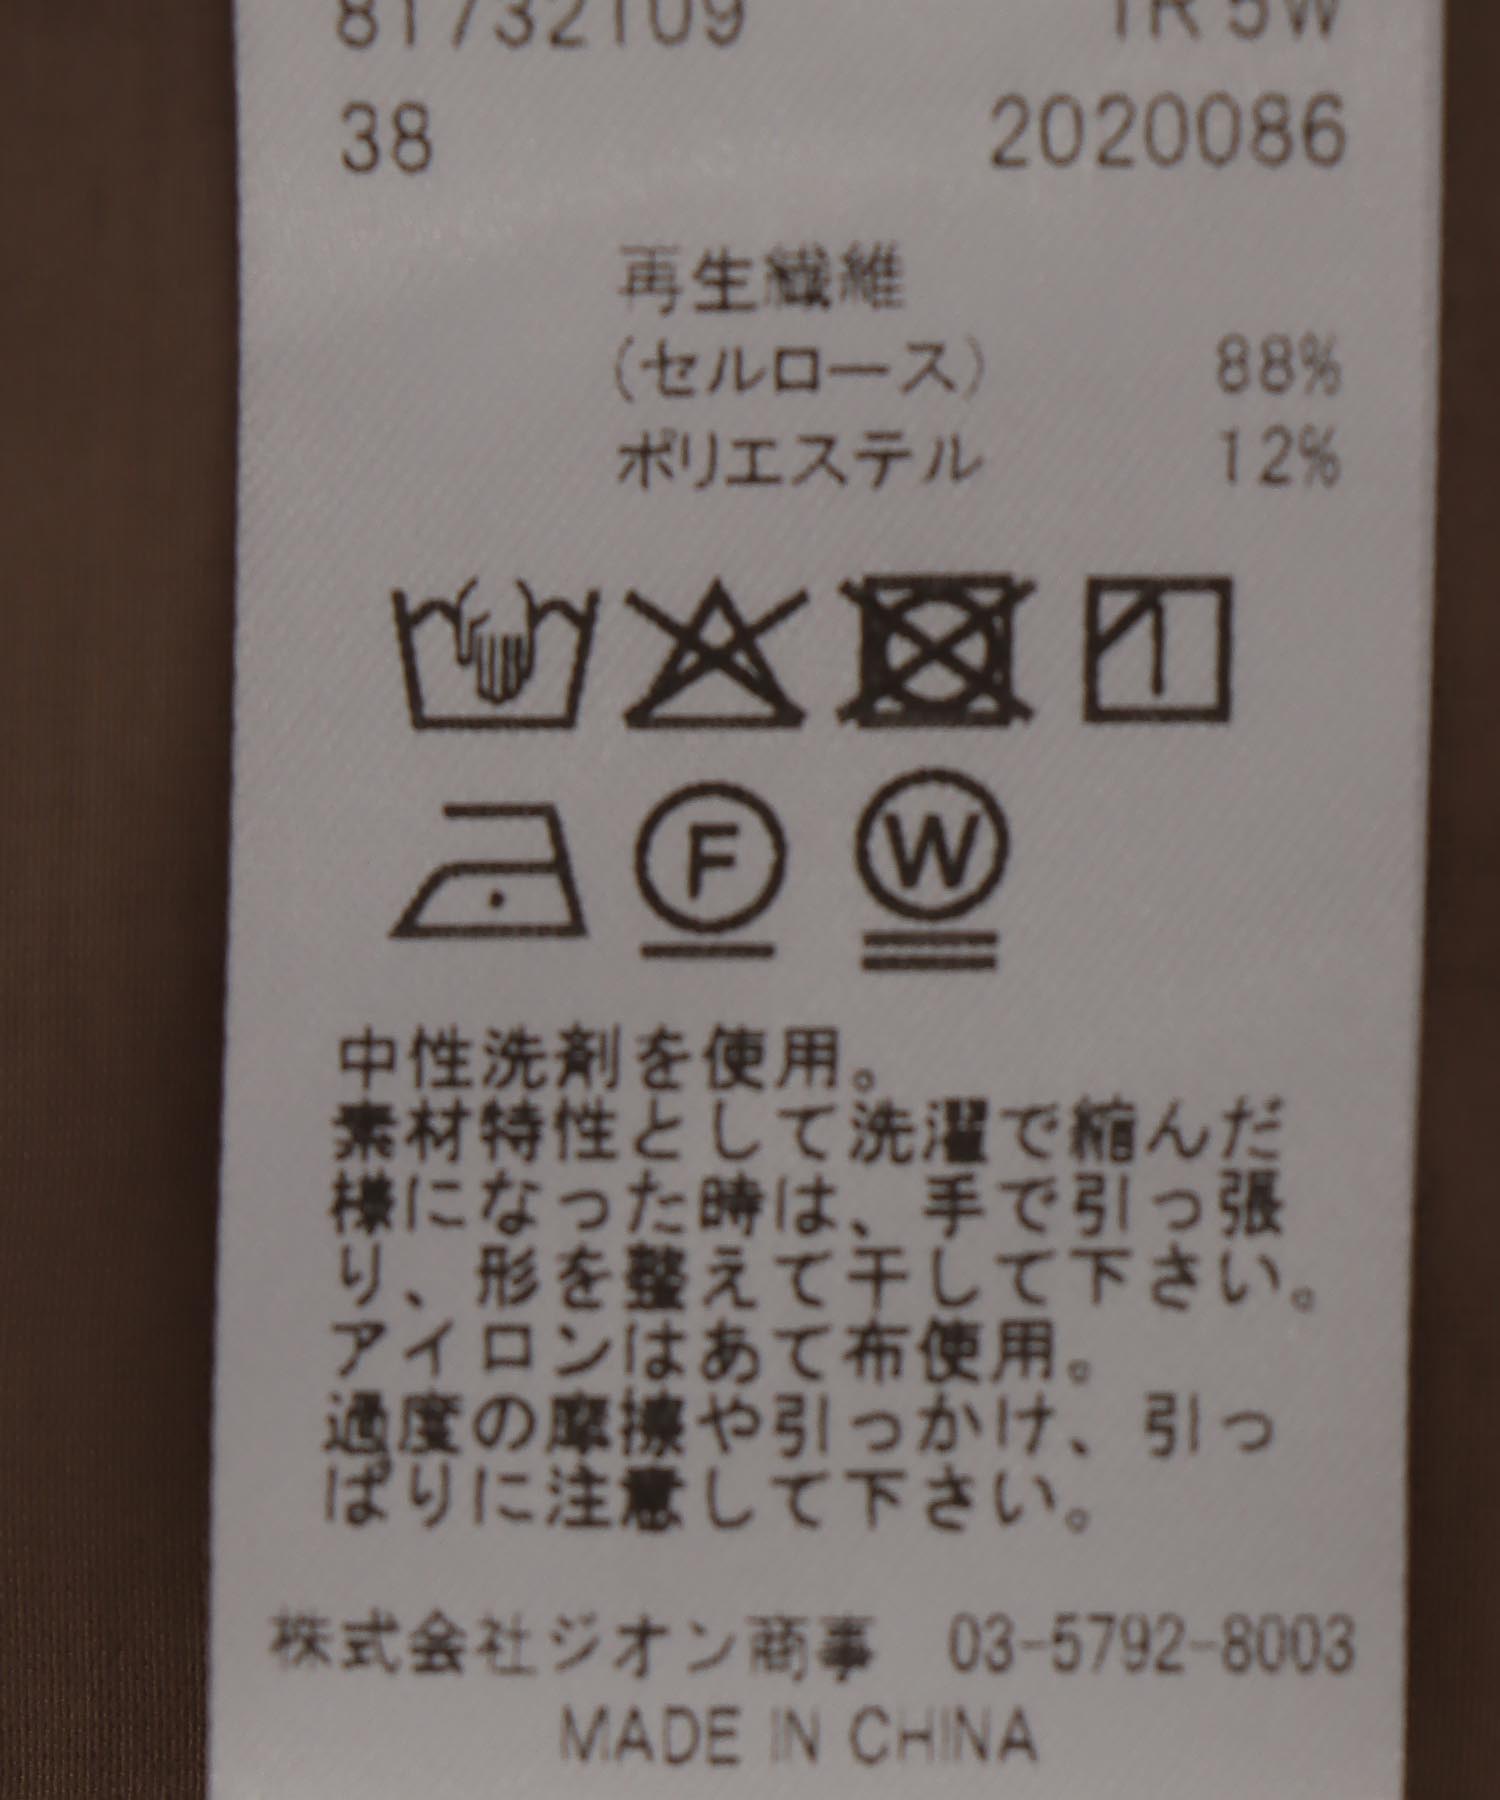 81732109 1R 5W
38 2020086
再生繊維
(セルロース) 88%
ポリエステル 12%
F W
中性洗剤を使用。
素材特性として洗濯で縮んだ
様になった時は、手で引っ張
り、形を整えて干して下さい。
アイロンはあて布使用。
過度の摩擦や引っかけ、引っ
ぱりに注意して下さい。
株式会社ジオン商事 03-5792-8003
MADE IN CHINA